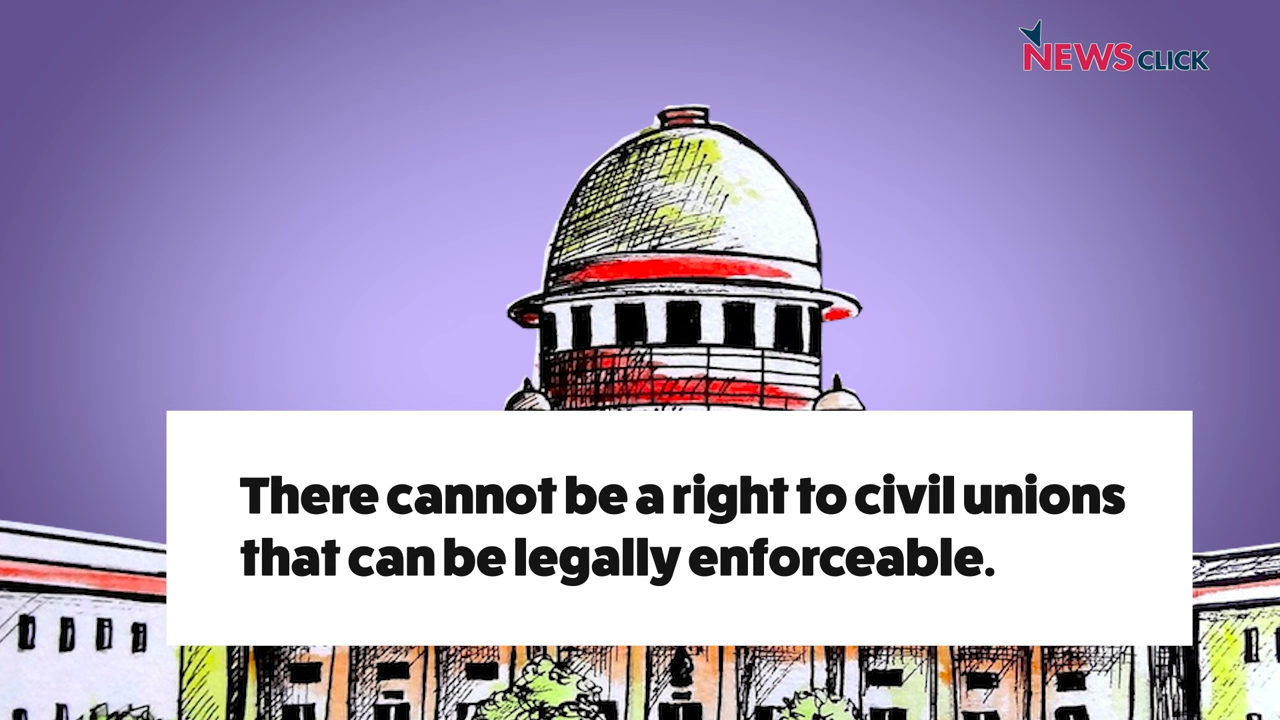 NEWSCLICK
There cannot be a right to civil unions
that can be legally enforceable.